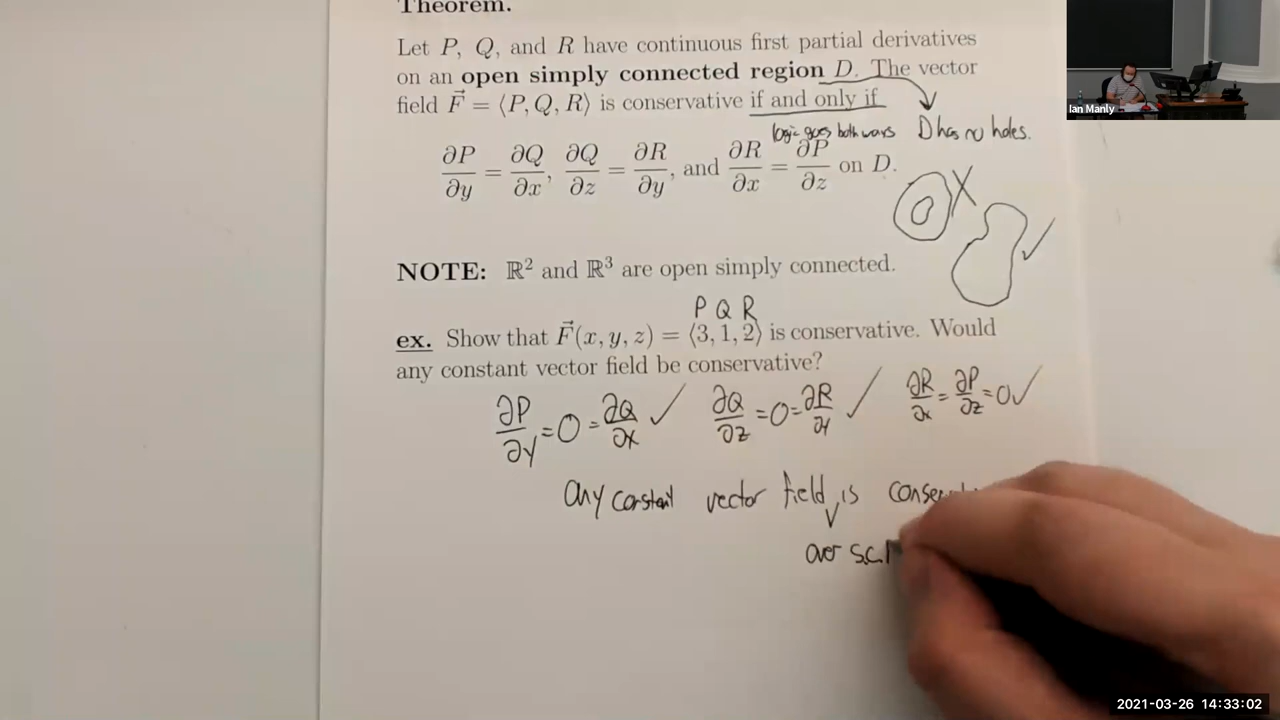 Theorem.
Let P, Q, and R have continuous first partial derivatives
on an open simply connected region D. The vector
field F⃗ = ⟨P, Q, R⟩ is conservative if and only if
logic goes both ways D has no holes.
∂P/∂y = ∂Q/∂x, ∂Q/∂z = ∂R/∂y, and ∂R/∂x = ∂P/∂z on D.
X
✓
NOTE: ℝ² and ℝ³ are open simply connected.
P Q R
ex. Show that F⃗(x, y, z) = ⟨3, 1, 2⟩ is conservative. Would
any constant vector field be conservative?
∂P/∂y = 0 = ∂Q/∂x ✓ ∂Q/∂z = 0 = ∂R/∂y ✓ ∂R/∂x = ∂P/∂z = 0 ✓
any constant vector field is
over s.c.
Ian Manly
2021-03-26 14:33:02